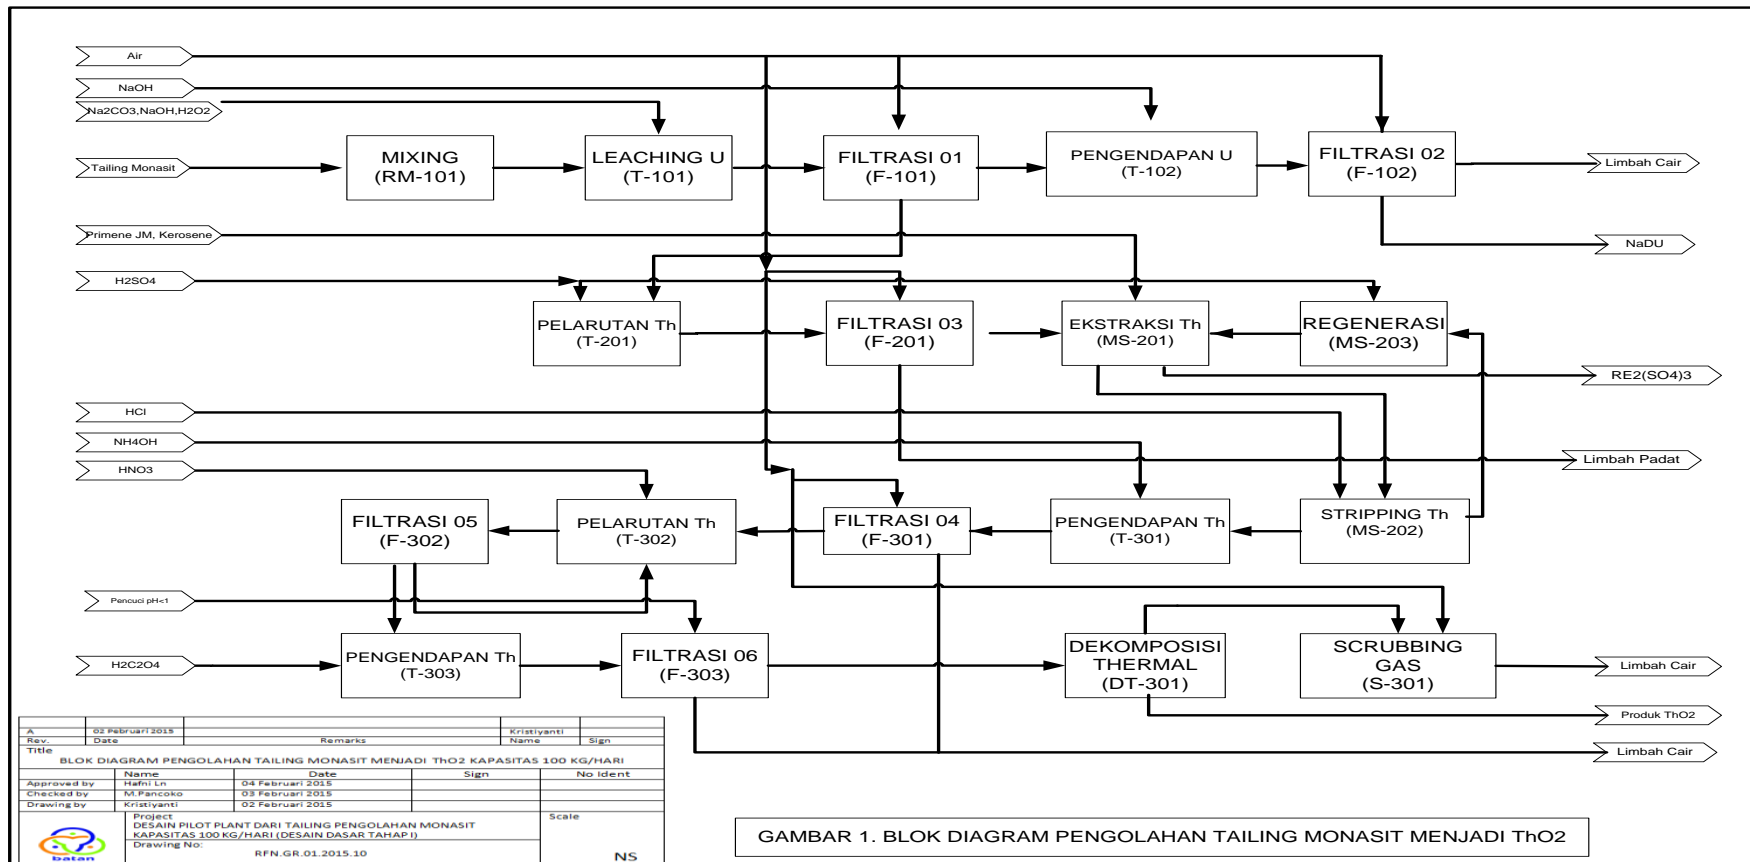 Air
NaOH
Na2CO3,NaOH,H2O2
Tailing Monasit
MIXING
(RM-101)
LEACHING U
(T-101)
FILTRASI 01
(F-101)
PENGENDAPAN U
(T-102)
FILTRASI 02
(F-102)
Limbah Cair
Primene JM, Kerosene
NaDU
H2SO4
PELARUTAN Th
(T-201)
FILTRASI 03
(F-201)
EKSTRAKSI Th
(MS-201)
REGENERASI
(MS-203)
RE2(SO4)3
HCl
NH4OH
HNO3
Limbah Padat
FILTRASI 05
(F-302)
PELARUTAN Th
(T-302)
FILTRASI 04
(F-301)
PENGENDAPAN Th
(T-301)
STRIPPING Th
(MS-202)
Pencuci pH<1
H2C2O4
PENGENDAPAN Th
(T-303)
FILTRASI 06
(F-303)
DEKOMPOSISI
THERMAL
(DT-301)
SCRUBBING
GAS
(S-301)
Limbah Cair
Produk ThO2
Limbah Cair
A 02 Pebruari 2015 Kristiyanti
Rev. Date Remarks Name Sign
Title
BLOK DIAGRAM PENGOLAHAN TAILING MONASIT MENJADI ThO2 KAPASITAS 100 KG/HARI
Name Date Sign No Ident
Approved by Hafni Ln 04 Februari 2015
Checked by M.Pancoko 03 Februari 2015
Drawing by Kristiyanti 02 Februari 2015
Project
DESAIN PILOT PLANT DARI TAILING PENGOLAHAN MONASIT
KAPASITAS 100 KG/HARI (DESAIN DASAR TAHAP I)
Scale
Drawing No:
RFN.GR.01.2015.10
NS
batan
GAMBAR 1. BLOK DIAGRAM PENGOLAHAN TAILING MONASIT MENJADI ThO2